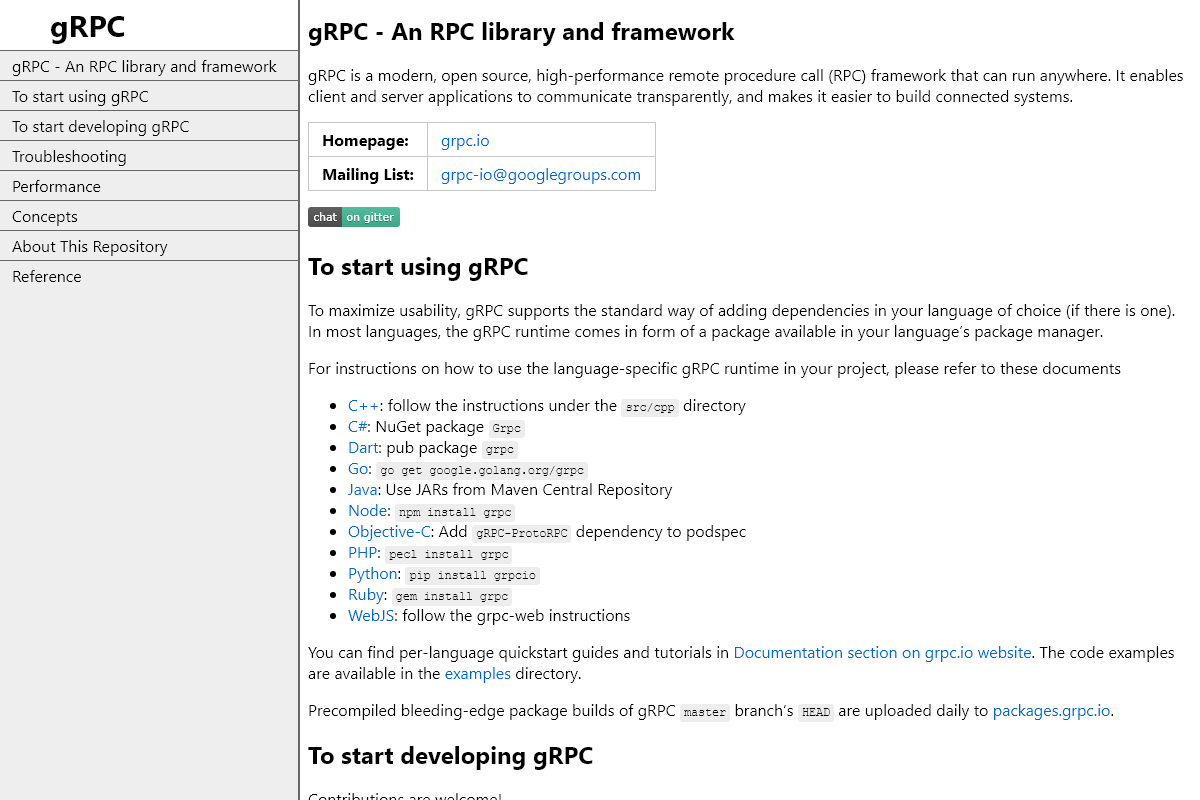 gRPC
gRPC - An RPC library and framework
To start using gRPC
To start developing gRPC
Troubleshooting
Performance
Concepts
About This Repository
Reference
gRPC - An RPC library and framework
gRPC is a modern, open source, high-performance remote procedure call (RPC) framework that can run anywhere. It enables
client and server applications to communicate transparently, and makes it easier to build connected systems.
Homepage: grpc.io
Mailing List: grpc-io@googlegroups.com
chat on gitter
To start using gRPC
To maximize usability, gRPC supports the standard way of adding dependencies in your language of choice (if there is one).
In most languages, the gRPC runtime comes in form of a package available in your language’s package manager.
For instructions on how to use the language-specific gRPC runtime in your project, please refer to these documents
• C++: follow the instructions under the src/cpp directory
• C#: NuGet package Grpc
• Dart: pub package grpc
• Go: go get google.golang.org/grpc
• Java: Use JARs from Maven Central Repository
• Node: npm install grpc
• Objective-C: Add gRPC-ProtoRPC dependency to podspec
• PHP: pecl install grpc
• Python: pip install grpcio
• Ruby: gem install grpc
• WebJS: follow the grpc-web instructions
You can find per-language quickstart guides and tutorials in Documentation section on grpc.io website. The code examples
are available in the examples directory.
Precompiled bleeding-edge package builds of gRPC master branch’s HEAD are uploaded daily to packages.grpc.io.
To start developing gRPC
Contributions are welcome!